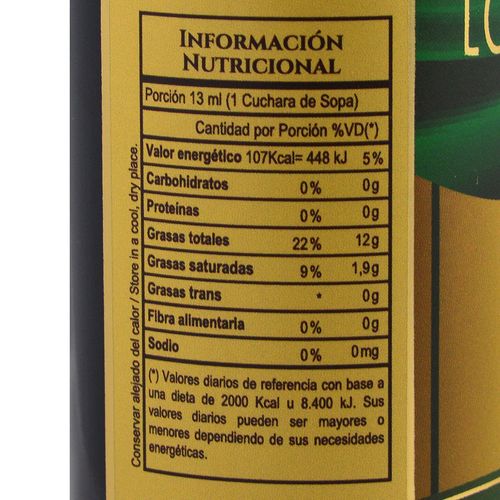 INFORMACIÓN
NUTRICIONAL
Porción 13 ml (1 Cuchara de Sopa)
Cantidad por Porción %VD(*)
Valor energético 107Kcal= 448 kJ 5%
Carbohidratos 0% 0g
Proteínas 0% 0g
Grasas totales 22% 12g
Grasas saturadas 9% 1,9g
Grasas trans * 0g
Fibra alimentaria 0% 0g
Sodio 0% 0mg
(*) Valores diarios de referencia con base a
una dieta de 2000 Kcal u 8.400 kJ. Sus
valores diarios pueden ser mayores o
menores dependiendo de sus necesidades
energéticas.
Conservar alejado del calor / Store in a cool, dry place.